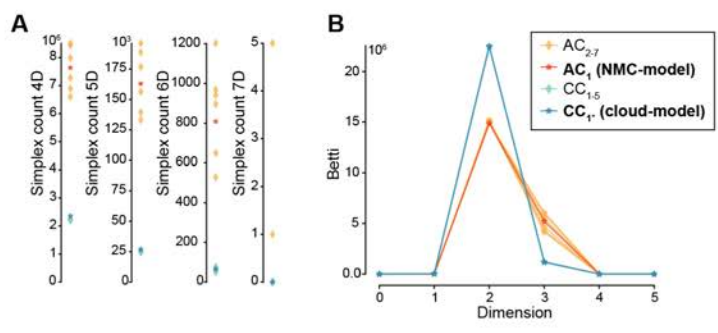 A
Simplex count 4D
10⁶
8
7
6
5
4
3
2
1
0
Simplex count 5D
10³
175
150
125
100
75
50
25
0
Simplex count 6D
1200
1000
800
600
400
200
0
Simplex count 7D
5
4
3
2
1
0
B
10⁶
20
15
10
5
0.0
Betti
0 1 2 3 4 5
Dimension
AC₂₋₇
AC₁ (NMC-model)
CC₁₋₅
CC₁. (cloud-model)